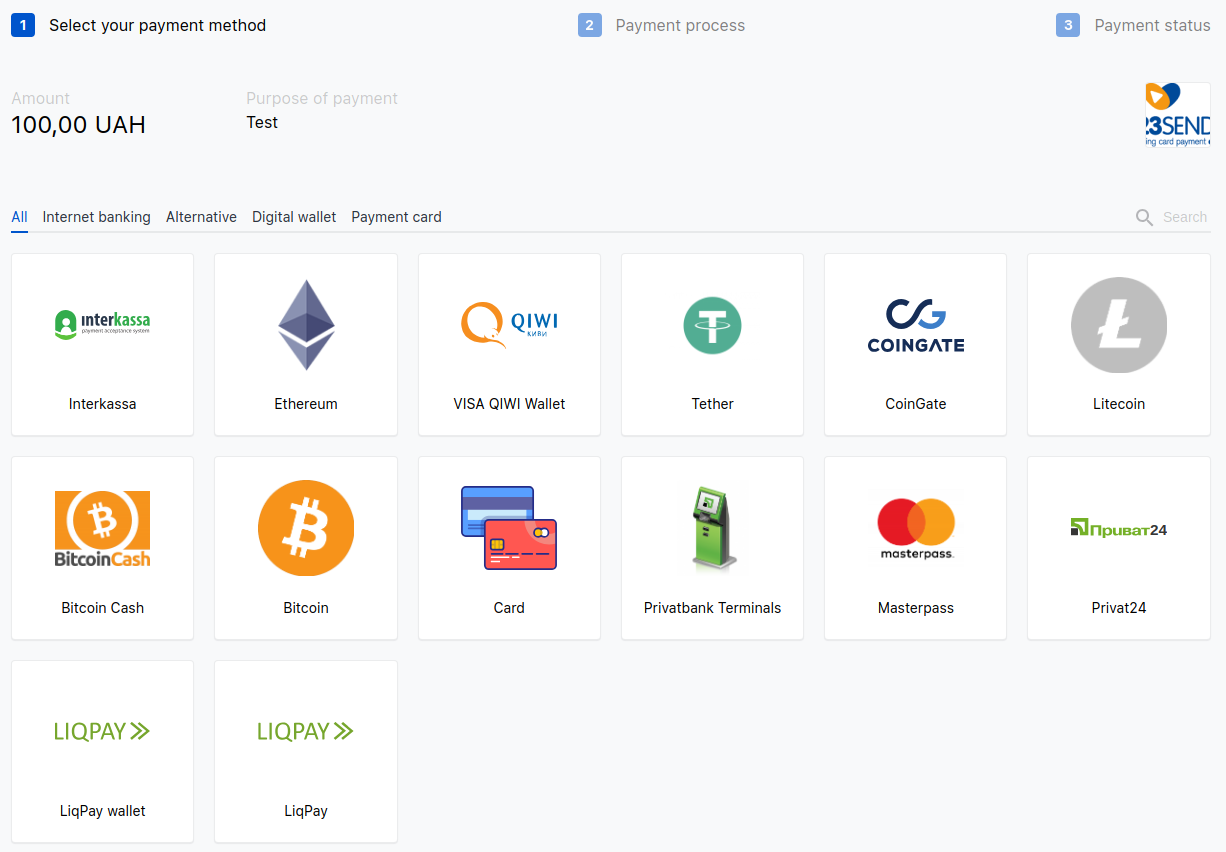 1 Select your payment method 2 Payment process 3 Payment status
Amount Purpose of payment
100,00 UAH Test
23SEND
ing card payment
All Internet banking Alternative Digital wallet Payment card Search
interkassa
payment acceptance system
QIWI
КИВИ
COINGATE
Interkassa Ethereum VISA QIWI Wallet Tether CoinGate Litecoin
BitcoinCash
masterpass
Приват24
Bitcoin Cash Bitcoin Card Privatbank Terminals Masterpass Privat24
LIQPAY LIQPAY
LiqPay wallet LiqPay